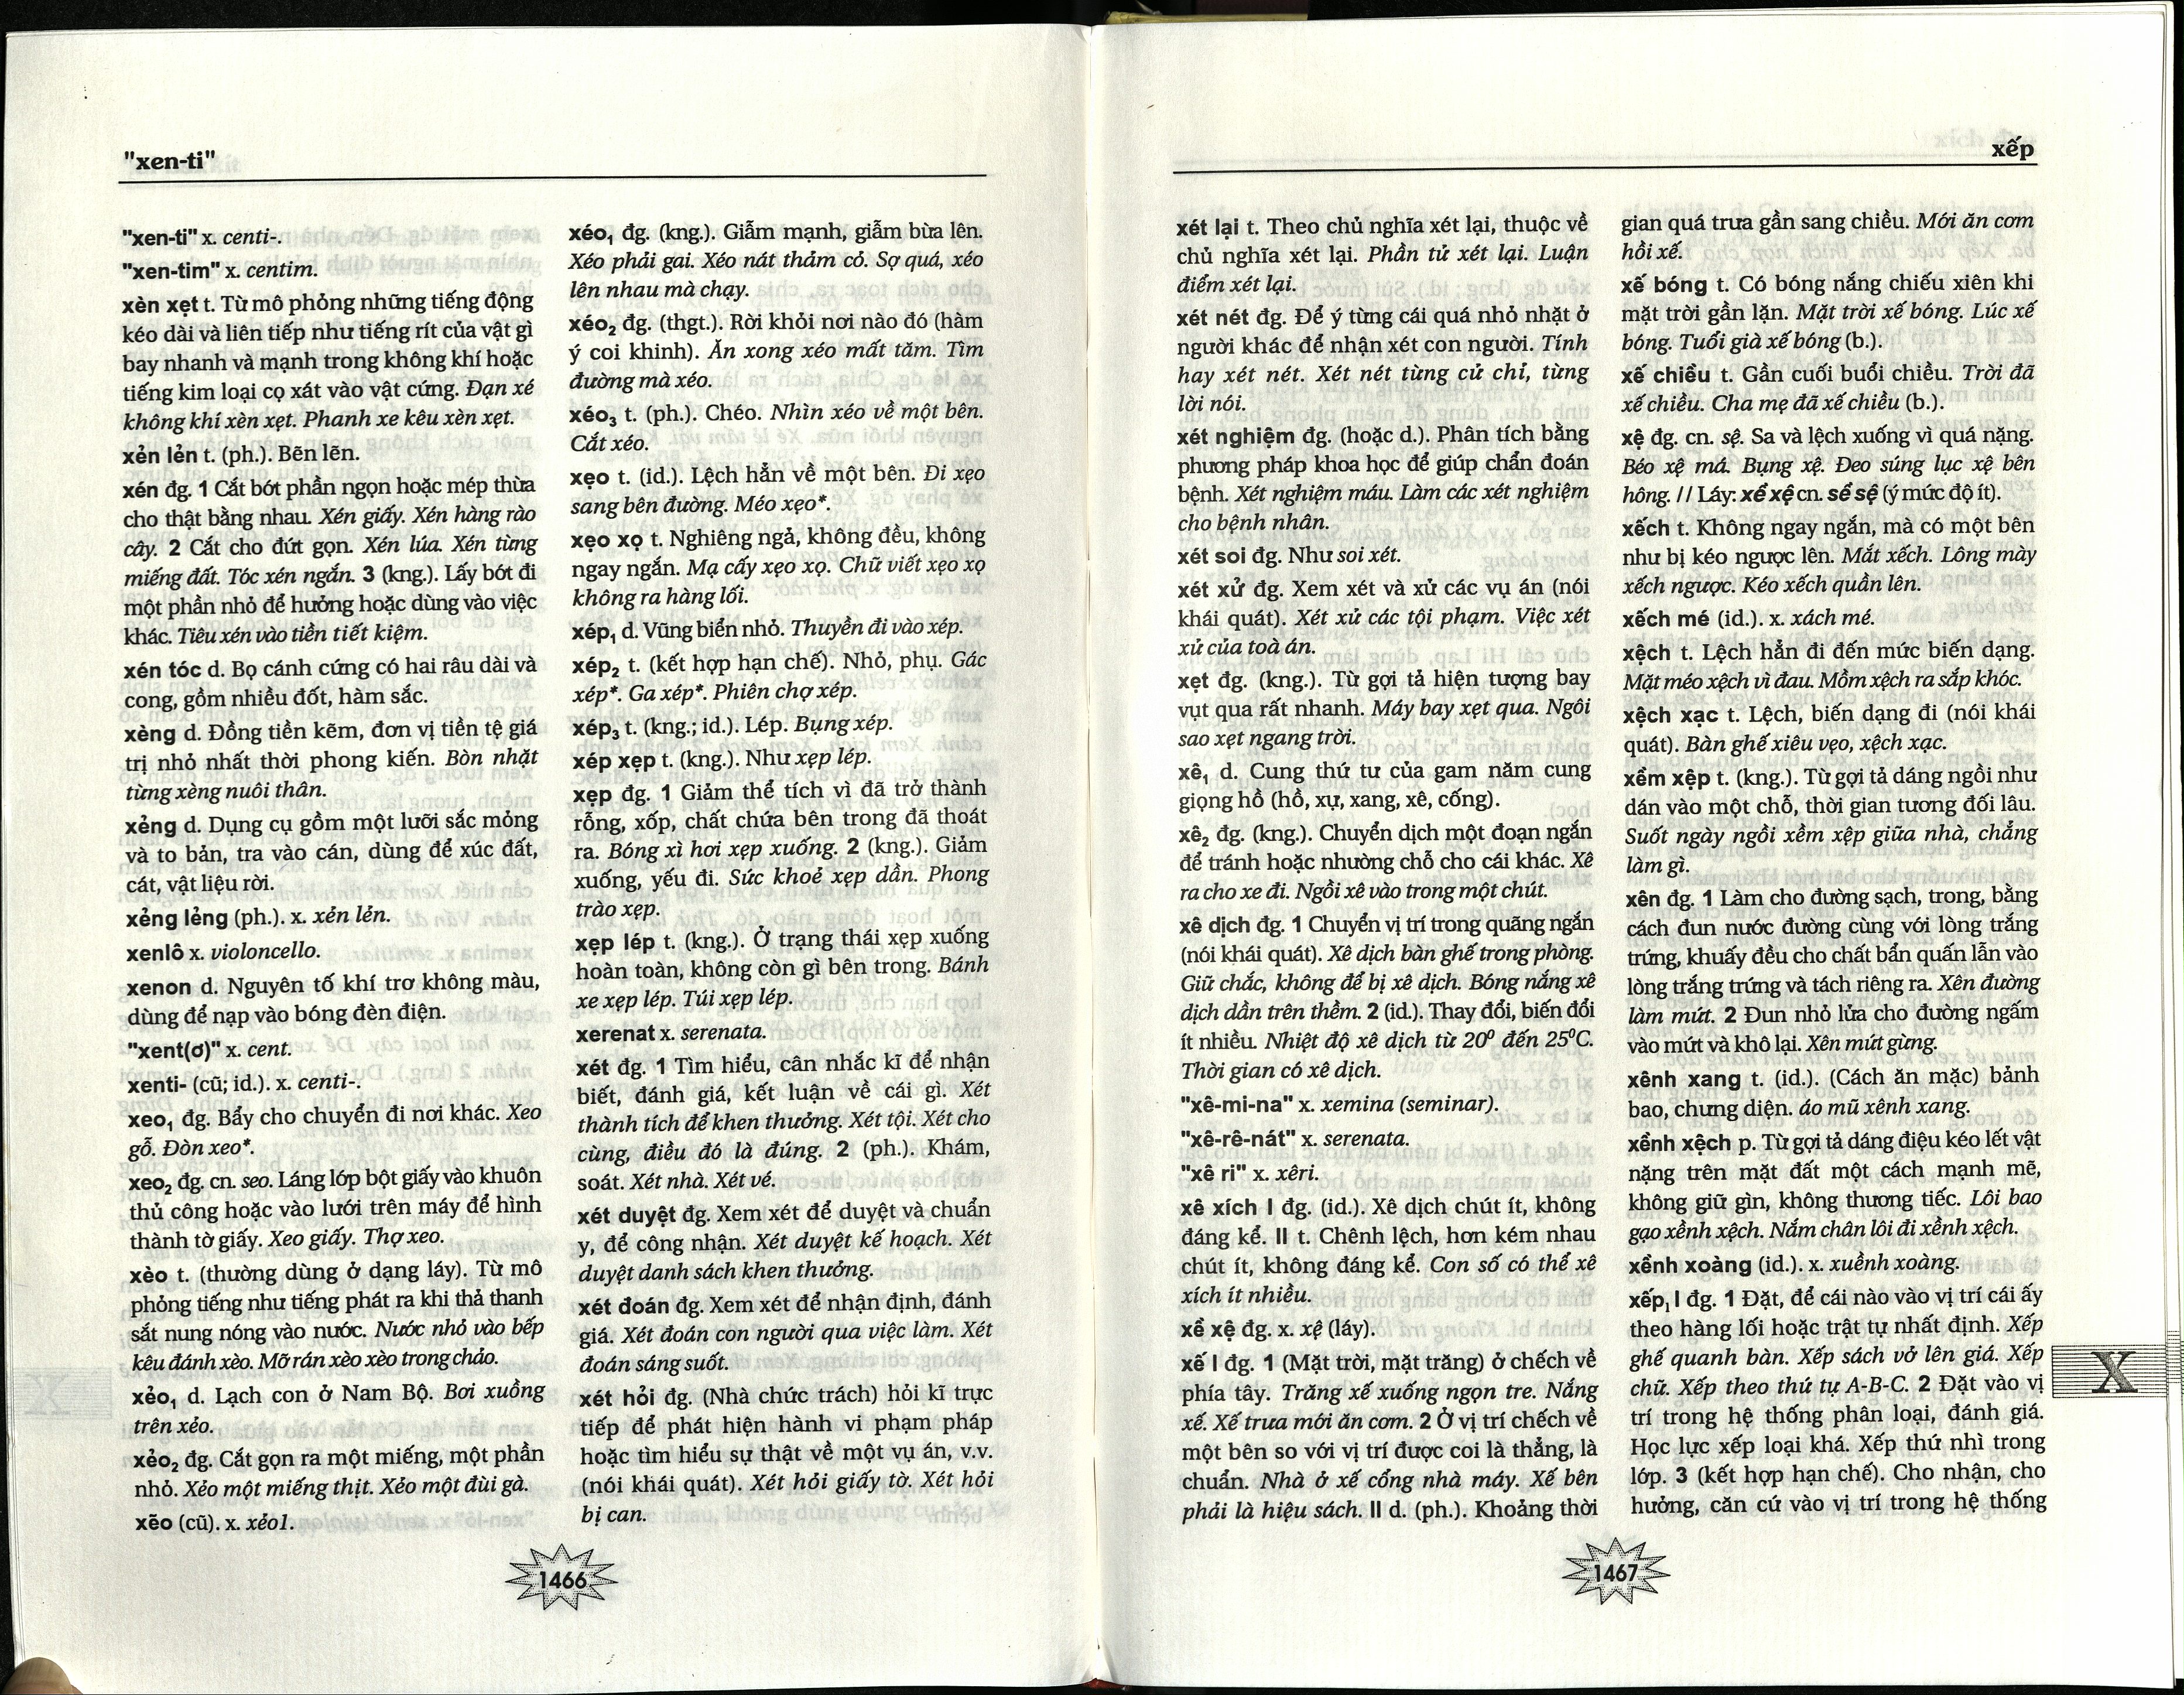 "xen-ti"
"xen-ti" x. centi-.
"xen-tim" x. centim.
xèn xẹt t. Từ mô phỏng những tiếng động
kéo dài và liên tiếp như tiếng rít của vật gì
bay nhanh và mạnh trong không khí hoặc
tiếng kim loại cọ xát vào vật cứng. Đạn xé
không khí xèn xẹt. Phanh xe kêu xèn xẹt.
xẻn lẻn t. (ph.). Bẽn lẽn.
xén đg. 1 Cắt bớt phần ngọn hoặc mép thừa
cho thật bằng nhau. Xén giấy. Xén hàng rào
cây. 2 Cắt cho đứt gọn. Xén lúa. Xén từng
miếng đất. Tóc xén ngắn. 3 (kng.). Lấy bớt đi
một phần nhỏ để hưởng hoặc dùng vào việc
khác. Tiêu xén vào tiền tiết kiệm.
xén tóc d. Bọ cánh cứng có hai râu dài và
cong, gồm nhiều đốt, hàm sắc.
xèng d. Đồng tiền kẽm, đơn vị tiền tệ giá
trị nhỏ nhất thời phong kiến. Bòn nhặt
từng xèng nuôi thân.
xẻng d. Dụng cụ gồm một lưỡi sắc mỏng
và to bản, tra vào cán, dùng để xúc đất,
cát, vật liệu rời.
xẻng lẻng (ph.). x. xẻn lẻn.
xenlô x. violoncello.
xenon d. Nguyên tố khí trơ không màu,
dùng để nạp vào bóng đèn điện.
"xent(ơ)" x. cent.
xenti- (cũ; id.). x. centi-.
xeo₁ đg. Bẩy cho chuyển đi nơi khác. Xeo
gỗ. Đòn xeo*.
xeo₂ đg. cn. seo. Láng lớp bột giấy vào khuôn
thủ công hoặc vào lưới trên máy để hình
thành tờ giấy. Xeo giấy. Thợ xeo.
xèo t. (thường dùng ở dạng láy). Từ mô
phỏng tiếng như tiếng phát ra khi thả thanh
sắt nung nóng vào nước. Nước nhỏ vào bếp
kêu đánh xèo. Mỡ rán xèo xèo trong chảo.
xẻo₁ d. Lạch con ở Nam Bộ. Bơi xuồng
trên xẻo.
xẻo₂ đg. Cắt gọn ra một miếng, một phần
nhỏ. Xẻo một miếng thịt. Xẻo một đùi gà.
xẽo (cũ). x. xẻo1.
xéo₁ đg. (kng.). Giẫm mạnh, giẫm bừa lên.
Xéo phải gai. Xéo nát thảm cỏ. Sợ quá, xéo
lên nhau mà chạy.
xéo₂ đg. (thgt.). Rời khỏi nơi nào đó (hàm
ý coi khinh). Ăn xong xéo mất tăm. Tìm
đường mà xéo.
xéo₃ t. (ph.). Chéo. Nhìn xéo về một bên.
Cắt xéo.
xẹo t. (id.). Lệch hẳn về một bên. Đi xẹo
sang bên đường. Méo xẹo*.
xẹo xọ t. Nghiêng ngả, không đều, không
ngay ngắn. Mạ cấy xẹo xọ. Chữ viết xẹo xọ
không ra hàng lối.
xép₁ d. Vũng biển nhỏ. Thuyền đi vào xép.
xép₂ t. (kết hợp hạn chế). Nhỏ, phụ. Gác
xép*. Ga xép*. Phiên chợ xép.
xép₃ t. (kng.; id.). Lép. Bụng xép.
xép xẹp t. (kng.). Như xẹp lép.
xẹp đg. 1 Giảm thể tích vì đã trở thành
rỗng, xốp, chất chứa bên trong đã thoát
ra. Bóng xì hơi xẹp xuống. 2 (kng.). Giảm
xuống, yếu đi. Sức khoẻ xẹp dần. Phong
trào xẹp.
xẹp lép t. (kng.). Ở trạng thái xẹp xuống
hoàn toàn, không còn gì bên trong. Bánh
xe xẹp lép. Túi xẹp lép.
xerenat x. serenata.
xét đg. 1 Tìm hiểu, cân nhắc kĩ để nhận
biết, đánh giá, kết luận về cái gì. Xét
thành tích để khen thưởng. Xét tội. Xét cho
cùng, điều đó là đúng. 2 (ph.). Khám,
soát. Xét nhà. Xét vé.
xét duyệt đg. Xem xét để duyệt và chuẩn
y, để công nhận. Xét duyệt kế hoạch. Xét
duyệt danh sách khen thưởng.
xét đoán đg. Xem xét để nhận định, đánh
giá. Xét đoán con người qua việc làm. Xét
đoán sáng suốt.
xét hỏi đg. (Nhà chức trách) hỏi kĩ trực
tiếp để phát hiện hành vi phạm pháp
hoặc tìm hiểu sự thật về một vụ án, v.v.
(nói khái quát). Xét hỏi giấy tờ. Xét hỏi
bị can.
1466
xếp
xét lại t. Theo chủ nghĩa xét lại, thuộc về
chủ nghĩa xét lại. Phần tử xét lại. Luận
điểm xét lại.
xét nét đg. Để ý từng cái quá nhỏ nhặt ở
người khác để nhận xét con người. Tính
hay xét nét. Xét nét từng cử chỉ, từng
lời nói.
xét nghiệm đg. (hoặc d.). Phân tích bằng
phương pháp khoa học để giúp chẩn đoán
bệnh. Xét nghiệm máu. Làm các xét nghiệm
cho bệnh nhân.
xét soi đg. Như soi xét.
xét xử đg. Xem xét và xử các vụ án (nói
khái quát). Xét xử các tội phạm. Việc xét
xử của toà án.
xẹt đg. (kng.). Từ gợi tả hiện tượng bay
vụt qua rất nhanh. Máy bay xẹt qua. Ngôi
sao xẹt ngang trời.
xê₁ d. Cung thứ tư của gam năm cung
giọng hồ (hồ, xự, xang, xê, cống).
xê₂ đg. (kng.). Chuyển dịch một đoạn ngắn
để tránh hoặc nhường chỗ cho cái khác. Xê
ra cho xe đi. Ngồi xê vào trong một chút.
xê dịch đg. 1 Chuyển vị trí trong quãng ngắn
(nói khái quát). Xê dịch bàn ghế trong phòng.
Giữ chắc, không để bị xê dịch. Bóng nắng xê
dịch dần trên thềm. 2 (id.). Thay đổi, biến đổi
ít nhiều. Nhiệt độ xê dịch từ 20⁰ đến 25⁰C.
Thời gian có xê dịch.
"xê-mi-na" x. xemina (seminar).
"xê-rê-nát" x. serenata.
"xê ri" x. xêri.
xê xích I đg. (id.). Xê dịch chút ít, không
đáng kể. II t. Chênh lệch, hơn kém nhau
chút ít, không đáng kể. Con số có thể xê
xích ít nhiều.
xề xệ đg. x. xệ (láy).
xế I đg. 1 (Mặt trời, mặt trăng) ở chếch về
phía tây. Trăng xế xuống ngọn tre. Nắng
xế. Xế trưa mới ăn cơm. 2 Ở vị trí chếch về
một bên so với vị trí được coi là thẳng, là
chuẩn. Nhà ở xế cổng nhà máy. Xế bên
phải là hiệu sách. II d. (ph.). Khoảng thời
gian quá trưa gần sang chiều. Mới ăn cơm
hồi xế.
xế bóng t. Có bóng nắng chiếu xiên khi
mặt trời gần lặn. Mặt trời xế bóng. Lúc xế
bóng. Tuổi già xế bóng (b.).
xế chiều t. Gần cuối buổi chiều. Trời đã
xế chiều. Cha mẹ đã xế chiều (b.).
xệ đg. cn. sệ. Sa và lệch xuống vì quá nặng.
Béo xệ má. Bụng xệ. Đeo súng lục xệ bên
hông. // Láy: xề xệ cn. sề sệ (ý mức độ ít).
xếch t. Không ngay ngắn, mà có một bên
như bị kéo ngược lên. Mắt xếch. Lông mày
xếch ngược. Kéo xếch quần lên.
xếch mé (id.). x. xách mé.
xệch t. Lệch hẳn đi đến mức biến dạng.
Mặt méo xệch vì đau. Mồm xệch ra sắp khóc.
xệch xạc t. Lệch, biến dạng đi (nói khái
quát). Bàn ghế xiêu vẹo, xệch xạc.
xềm xệp t. (kng.). Từ gợi tả dáng ngồi như
dán vào một chỗ, thời gian tương đối lâu.
Suốt ngày ngồi xềm xệp giữa nhà, chẳng
làm gì.
xên đg. 1 Làm cho đường sạch, trong, bằng
cách đun nước đường cùng với lòng trắng
trứng, khuấy đều cho chất bẩn quấn lẫn vào
lòng trắng trứng và tách riêng ra. Xên đường
làm mứt. 2 Đun nhỏ lửa cho đường ngấm
vào mứt và khô lại. Xên mứt gừng.
xênh xang t. (id.). (Cách ăn mặc) bảnh
bao, chưng diện. áo mũ xênh xang.
xềnh xệch p. Từ gợi tả dáng điệu kéo lết vật
nặng trên mặt đất một cách mạnh mẽ,
không giữ gìn, không thương tiếc. Lôi bao
gạo xềnh xệch. Nắm chân lôi đi xềnh xệch.
xềnh xoàng (id.). x. xuềnh xoàng.
xếp₁ I đg. 1 Đặt, để cái nào vào vị trí cái ấy
theo hàng lối hoặc trật tự nhất định. Xếp
ghế quanh bàn. Xếp sách vở lên giá. Xếp
chữ. Xếp theo thứ tự A-B-C. 2 Đặt vào vị
trí trong hệ thống phân loại, đánh giá.
Học lực xếp loại khá. Xếp thứ nhì trong
lớp. 3 (kết hợp hạn chế). Cho nhận, cho
hưởng, căn cứ vào vị trí trong hệ thống
X
1467